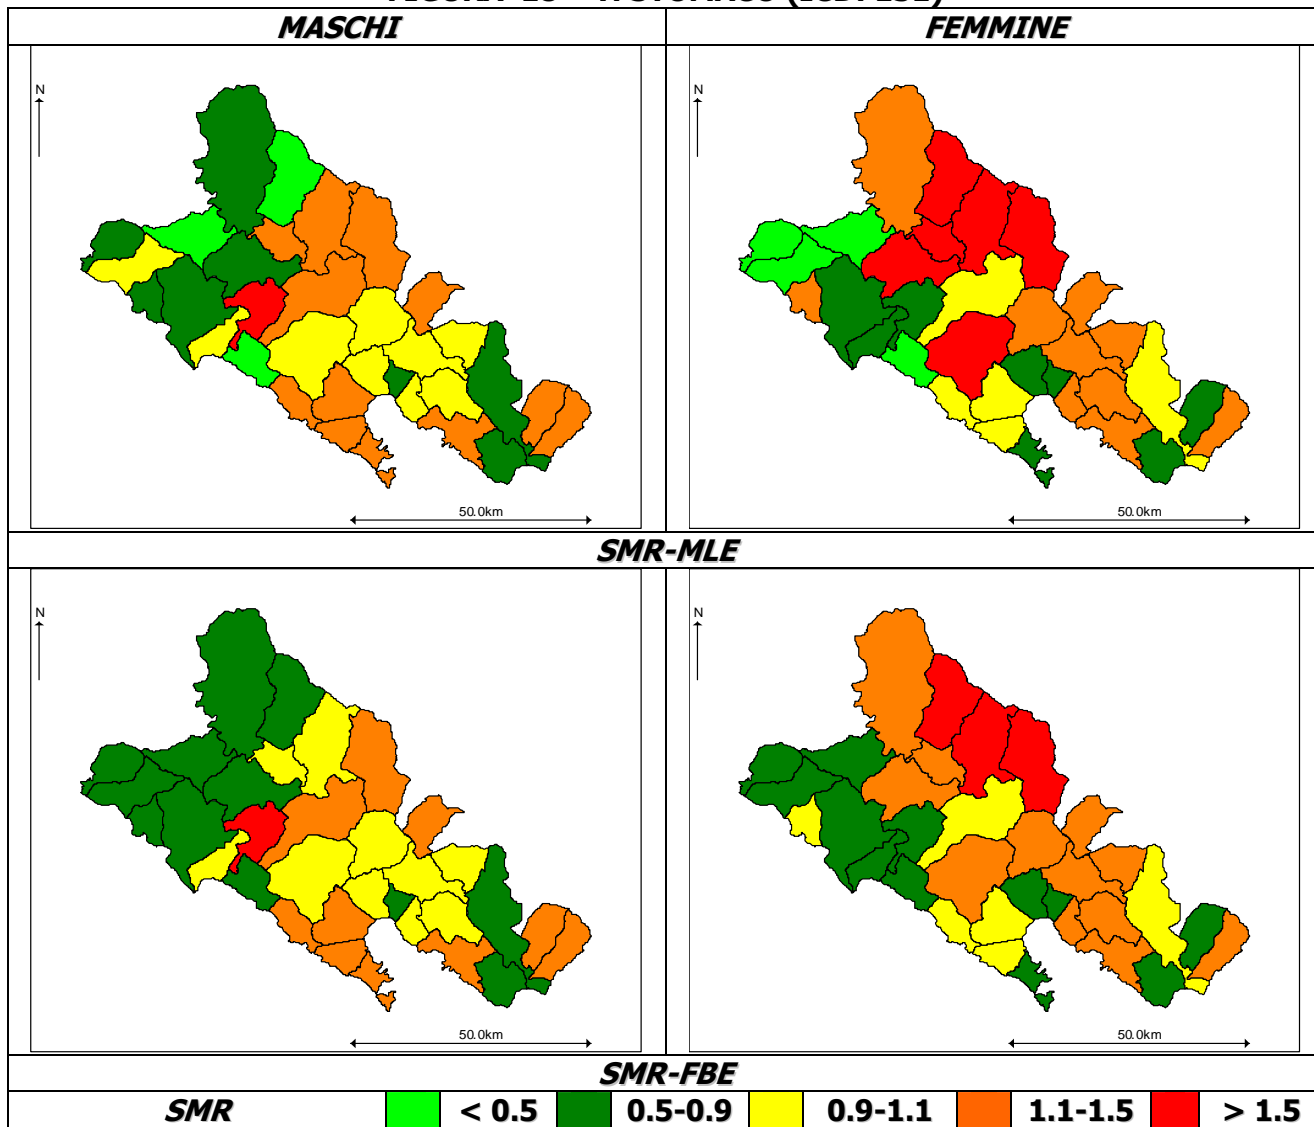 MASCHI FEMMINE
N N
50.0km 50.0km
SMR-MLE
N N
50.0km 50.0km
SMR-FBE
SMR < 0.5 0.5-0.9 0.9-1.1 1.1-1.5 > 1.5